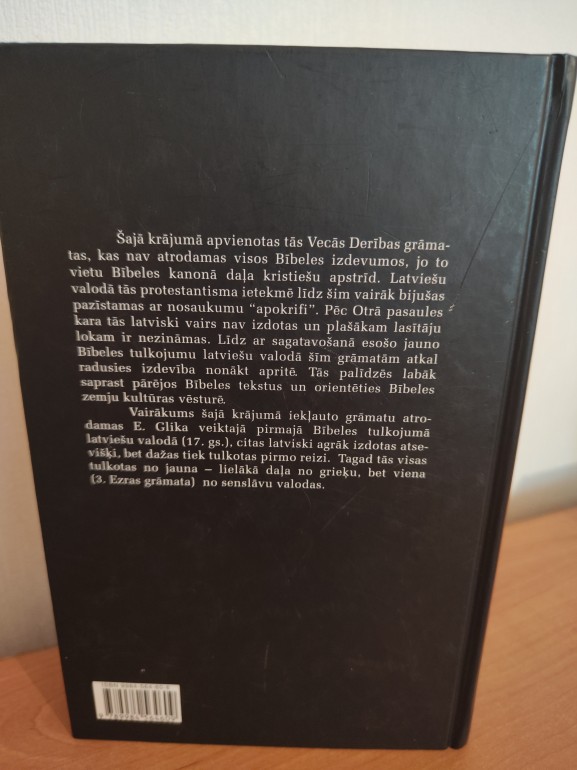 Šajā krājumā apvienotas tās Vecās Derības grāma-
tas, kas nav atrodamas visos Bībeles izdevumos, jo to
vietu Bībeles kanonā daļa kristiešu apstrīd. Latviešu
valodā tās protestantisma ietekmē līdz šim vairāk bijušas
pazīstamas ar nosaukumu “apokrifi”. Pēc Otrā pasaules
kara tās latviski vairs nav izdotas un plašākam lasītāju
lokam ir nezināmas. Līdz ar sagatavošanā esošo jauno
Bībeles tulkojumu latviešu valodā šīm grāmatām atkal
radusies izdevība nonākt apritē. Tās palīdzēs labāk
saprast pārējos Bībeles tekstus un orientēties Bībeles
zemju kultūras vēsturē.
Vairākums šajā krājumā iekļauto grāmatu atro-
damas E. Glika veiktajā pirmajā Bībeles tulkojumā
latviešu valodā (17. gs.), citas latviski agrāk izdotas atse-
višķi, bet dažas tiek tulkotas pirmo reizi. Tagad tās visas
tulkotas no jauna – lielākā daļa no grieķu, bet viena
(3. Ezras grāmata) no senslāvu valodas.
ISBN